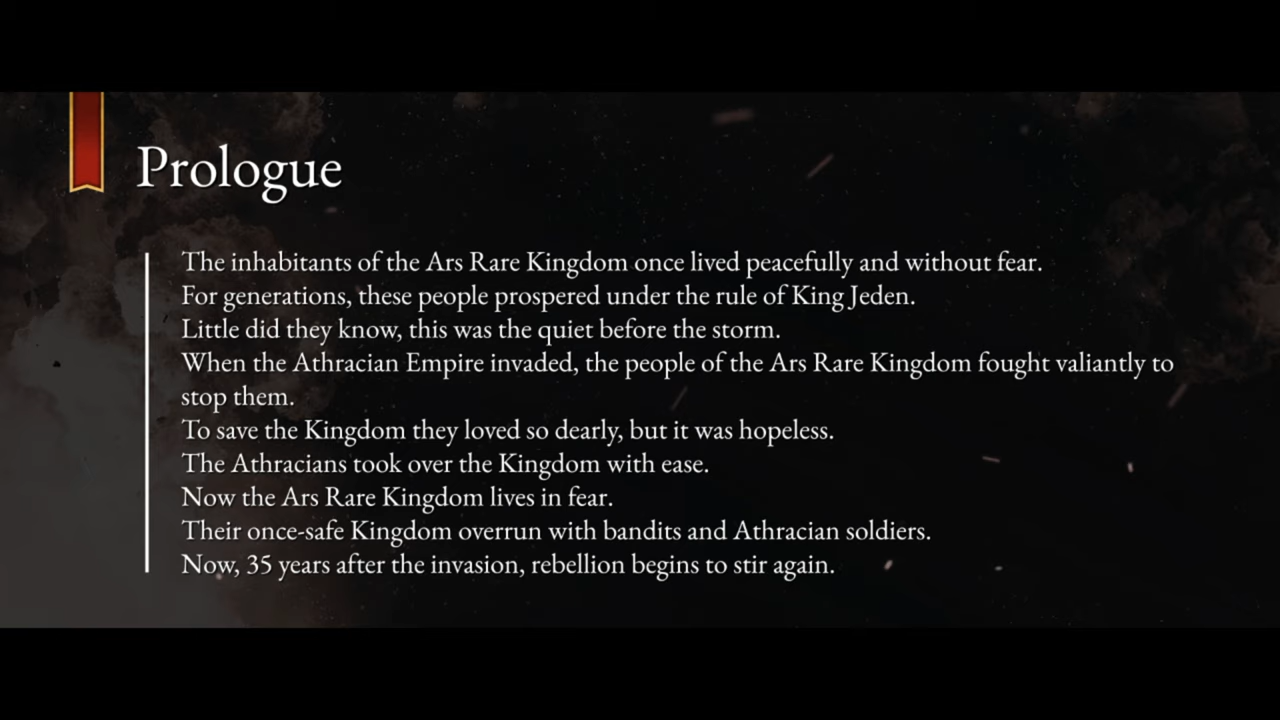 Prologue
The inhabitants of the Ars Rare Kingdom once lived peacefully and without fear.
For generations, these people prospered under the rule of King Jeden.
Little did they know, this was the quiet before the storm.
When the Athracian Empire invaded, the people of the Ars Rare Kingdom fought valiantly to
stop them.
To save the Kingdom they loved so dearly, but it was hopeless.
The Athracians took over the Kingdom with ease.
Now the Ars Rare Kingdom lives in fear.
Their once-safe Kingdom overrun with bandits and Athracian soldiers.
Now, 35 years after the invasion, rebellion begins to stir again.